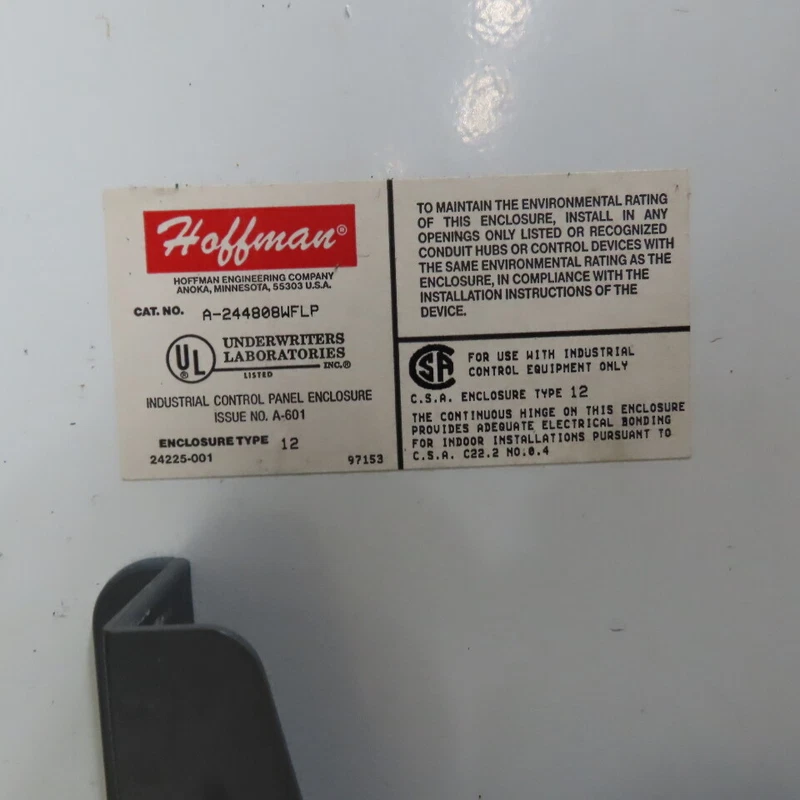 Hoffman®
HOFFMAN ENGINEERING COMPANY
ANOKA, MINNESOTA, 55303 U.S.A.
CAT. NO. A-244808WFLP
UL
UNDERWRITERS
LABORATORIES
INC.®
LISTED
INDUSTRIAL CONTROL PANEL ENCLOSURE
ISSUE NO. A-601
ENCLOSURE TYPE 12
24225-001 97153
TO MAINTAIN THE ENVIRONMENTAL RATING
OF THIS ENCLOSURE, INSTALL IN ANY
OPENINGS ONLY LISTED OR RECOGNIZED
CONDUIT HUBS OR CONTROL DEVICES WITH
THE SAME ENVIRONMENTAL RATING AS THE
ENCLOSURE, IN COMPLIANCE WITH THE
INSTALLATION INSTRUCTIONS OF THE
DEVICE.
CSA
FOR USE WITH INDUSTRIAL
CONTROL EQUIPMENT ONLY
C.S.A. ENCLOSURE TYPE 12
THE CONTINUOUS HINGE ON THIS ENCLOSURE
PROVIDES ADEQUATE ELECTRICAL BONDING
FOR INDOOR INSTALLATIONS PURSUANT TO
C.S.A. C22.2 NO.0.4